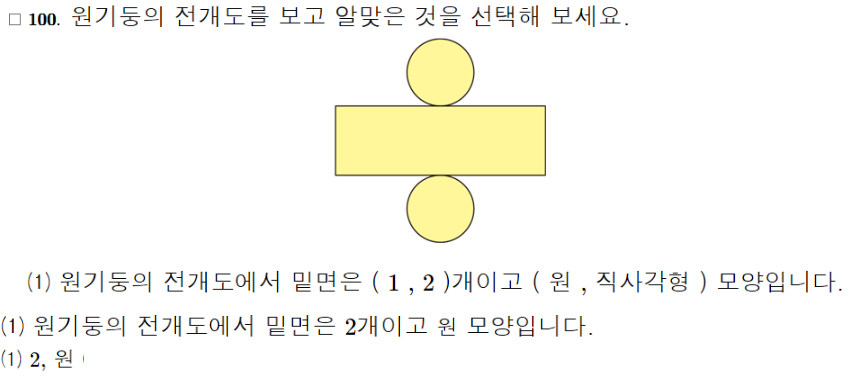 □ 100. 원기둥의 전개도를 보고 알맞은 것을 선택해 보세요.
(1) 원기둥의 전개도에서 밑면은 ( 1 , 2 )개이고 ( 원 , 직사각형 ) 모양입니다.
(1) 원기둥의 전개도에서 밑면은 2개이고 원 모양입니다.
(1) 2, 원